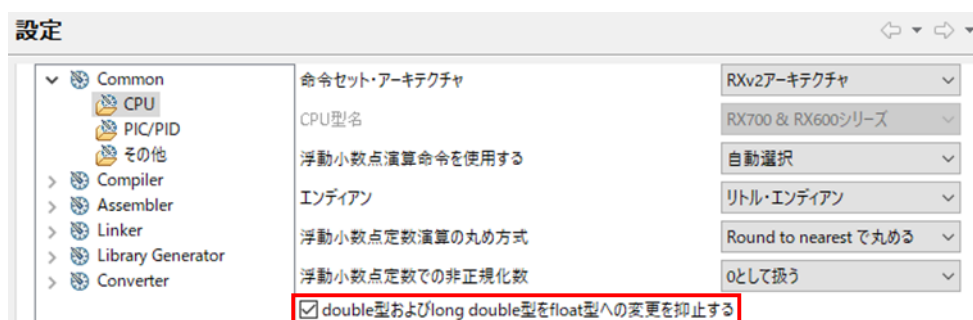 設定
Common
CPU
PIC/PID
その他
Compiler
Assembler
Linker
Library Generator
Converter
命令セット・アーキテクチャ RXv2アーキテクチャ
CPU型名 RX700 & RX600シリーズ
浮動小数点演算命令を使用する 自動選択
エンディアン リトル・エンディアン
浮動小数点定数演算の丸め方式 Round to nearest で丸める
浮動小数点定数での非正規化数 0として扱う
double型およびlong double型をfloat型への変更を抑止する